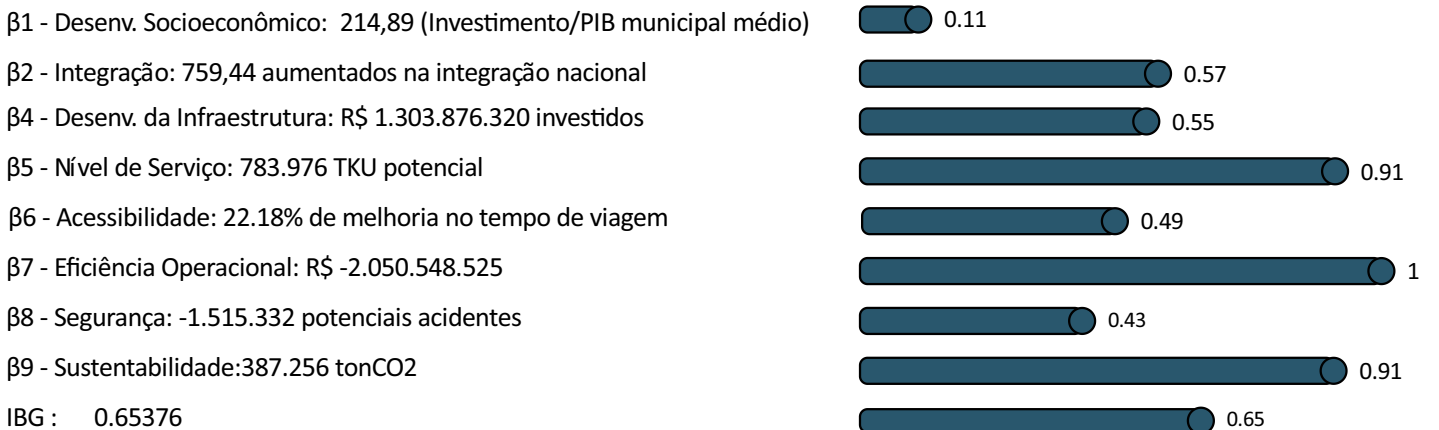 β1 - Desenv. Socioeconômico:  214,89 (Investimento/PIB municipal médio) 0.11
β2 - Integração: 759,44 aumentados na integração nacional 0.57
β4 - Desenv. da Infraestrutura: R$ 1.303.876.320 investidos 0.55
β5 - Nível de Serviço: 783.976 TKU potencial 0.91
β6 - Acessibilidade: 22.18% de melhoria no tempo de viagem 0.49
β7 - Eficiência Operacional: R$ -2.050.548.525 1
β8 - Segurança: -1.515.332 potenciais acidentes 0.43
β9 - Sustentabilidade:387.256 tonCO2 0.91
IBG : 0.65376 0.65